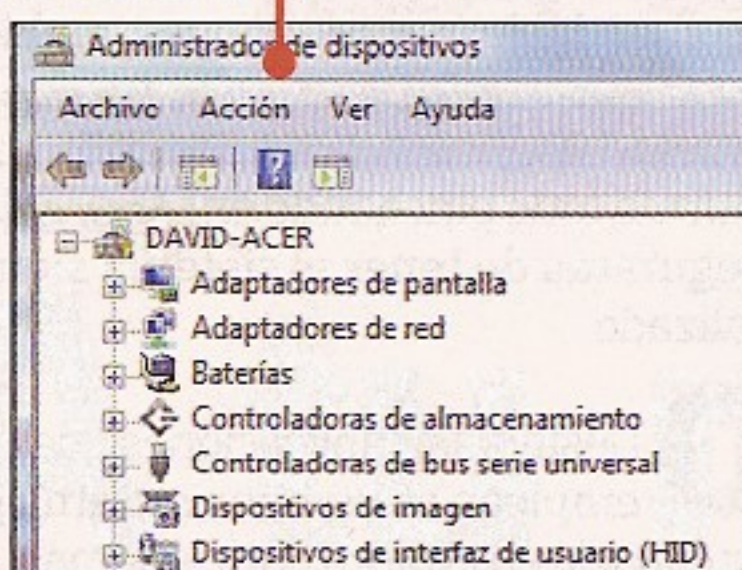 Administrador de dispositivos
Archivo Acción Ver Ayuda
DAVID-ACER
Adaptadores de pantalla
Adaptadores de red
Baterías
Controladoras de almacenamiento
Controladoras de bus serie universal
Dispositivos de imagen
Dispositivos de interfaz de usuario (HID)